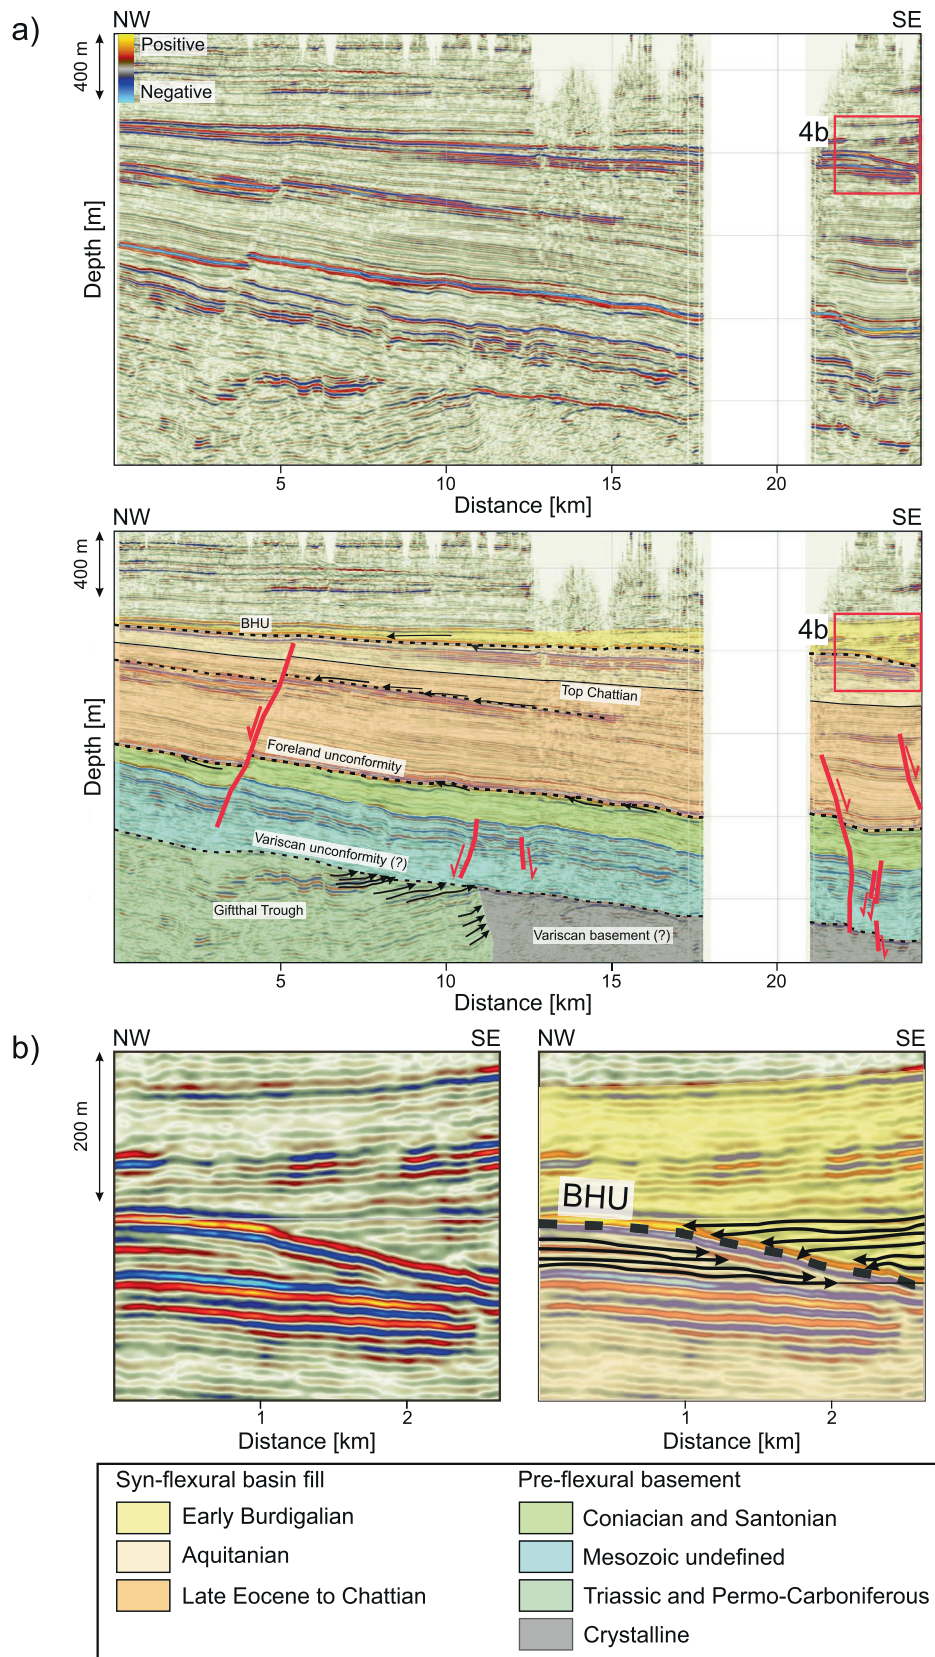 a)
NW
SE
400 m
Positive
Negative
4b
Depth [m]
5
10
15
20
Distance [km]
NW
SE
400 m
BHU
4b
Top Chattian
Foreland unconformity
Depth [m]
Variscan unconformity (?)
Giftthal Trough
Variscan basement (?)
5
10
15
20
Distance [km]
b)
NW
SE
NW
SE
200 m
BHU
1
2
1
2
Distance [km]
Distance [km]
Syn-flexural basin fill
Pre-flexural basement
Early Burdigalian
Coniacian and Santonian
Aquitanian
Mesozoic undefined
Late Eocene to Chattian
Triassic and Permo-Carboniferous
Crystalline